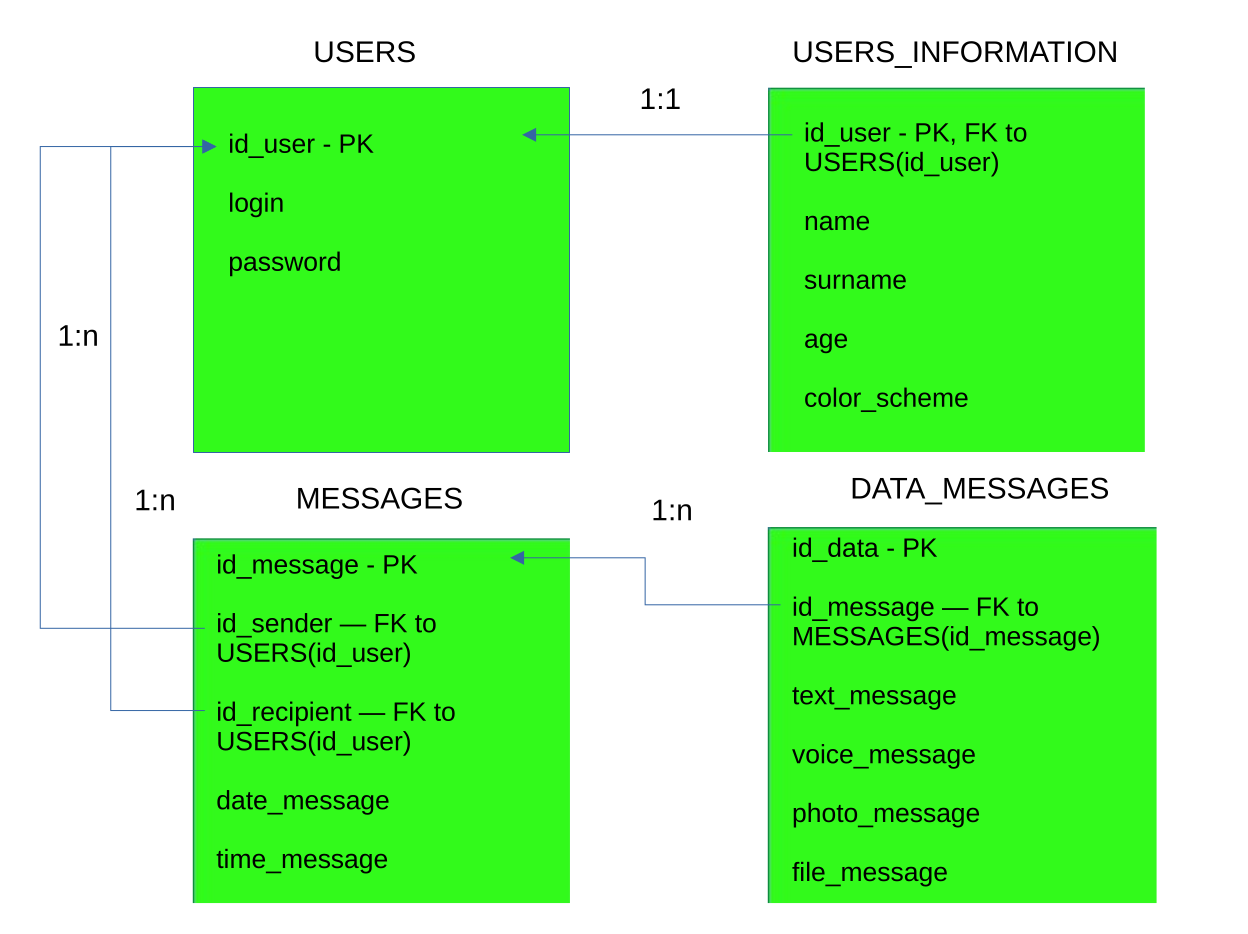 USERS
id_user - PK
login
password
1:1
USERS_INFORMATION
id_user - PK, FK to
USERS(id_user)
name
surname
age
color_scheme
1:n
1:n
MESSAGES
id_message - PK
id_sender — FK to
USERS(id_user)
id_recipient — FK to
USERS(id_user)
date_message
time_message
1:n
DATA_MESSAGES
id_data - PK
id_message — FK to
MESSAGES(id_message)
text_message
voice_message
photo_message
file_message